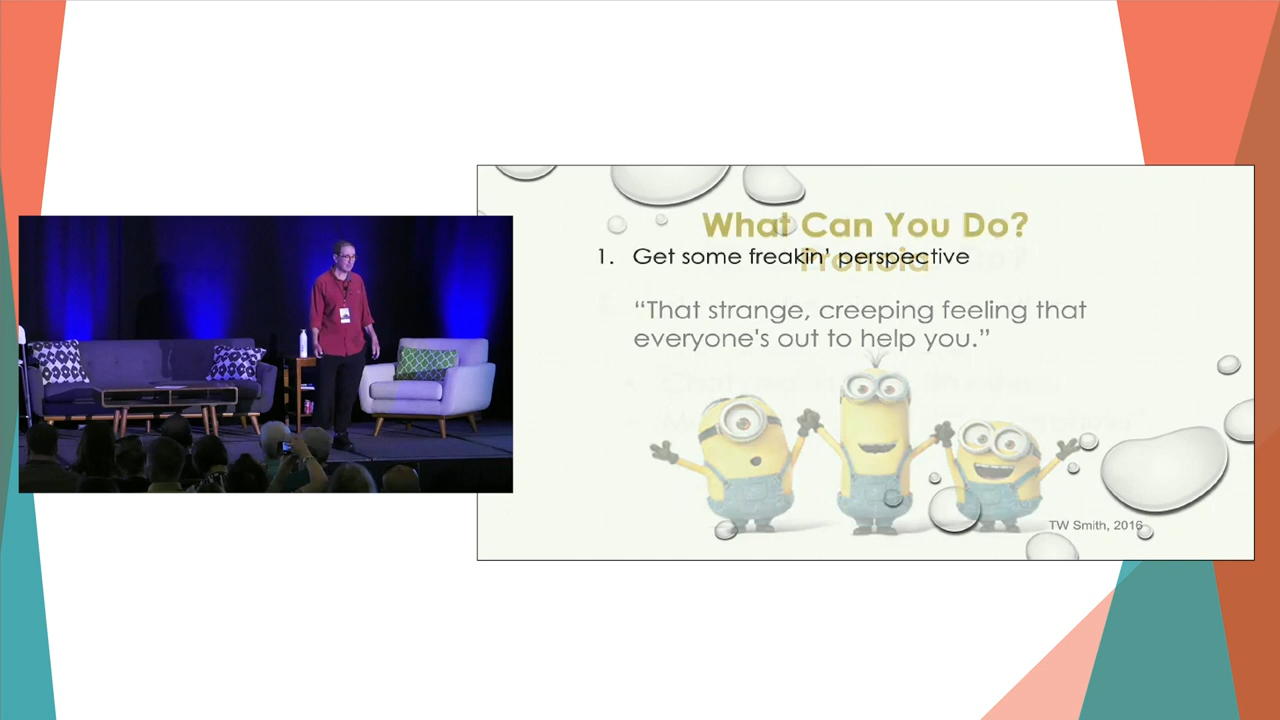 What Can You Do?
Pronoia
1. Get some freakin' perspective
“That strange, creeping feeling that
everyone's out to help you.”
TW Smith, 2016